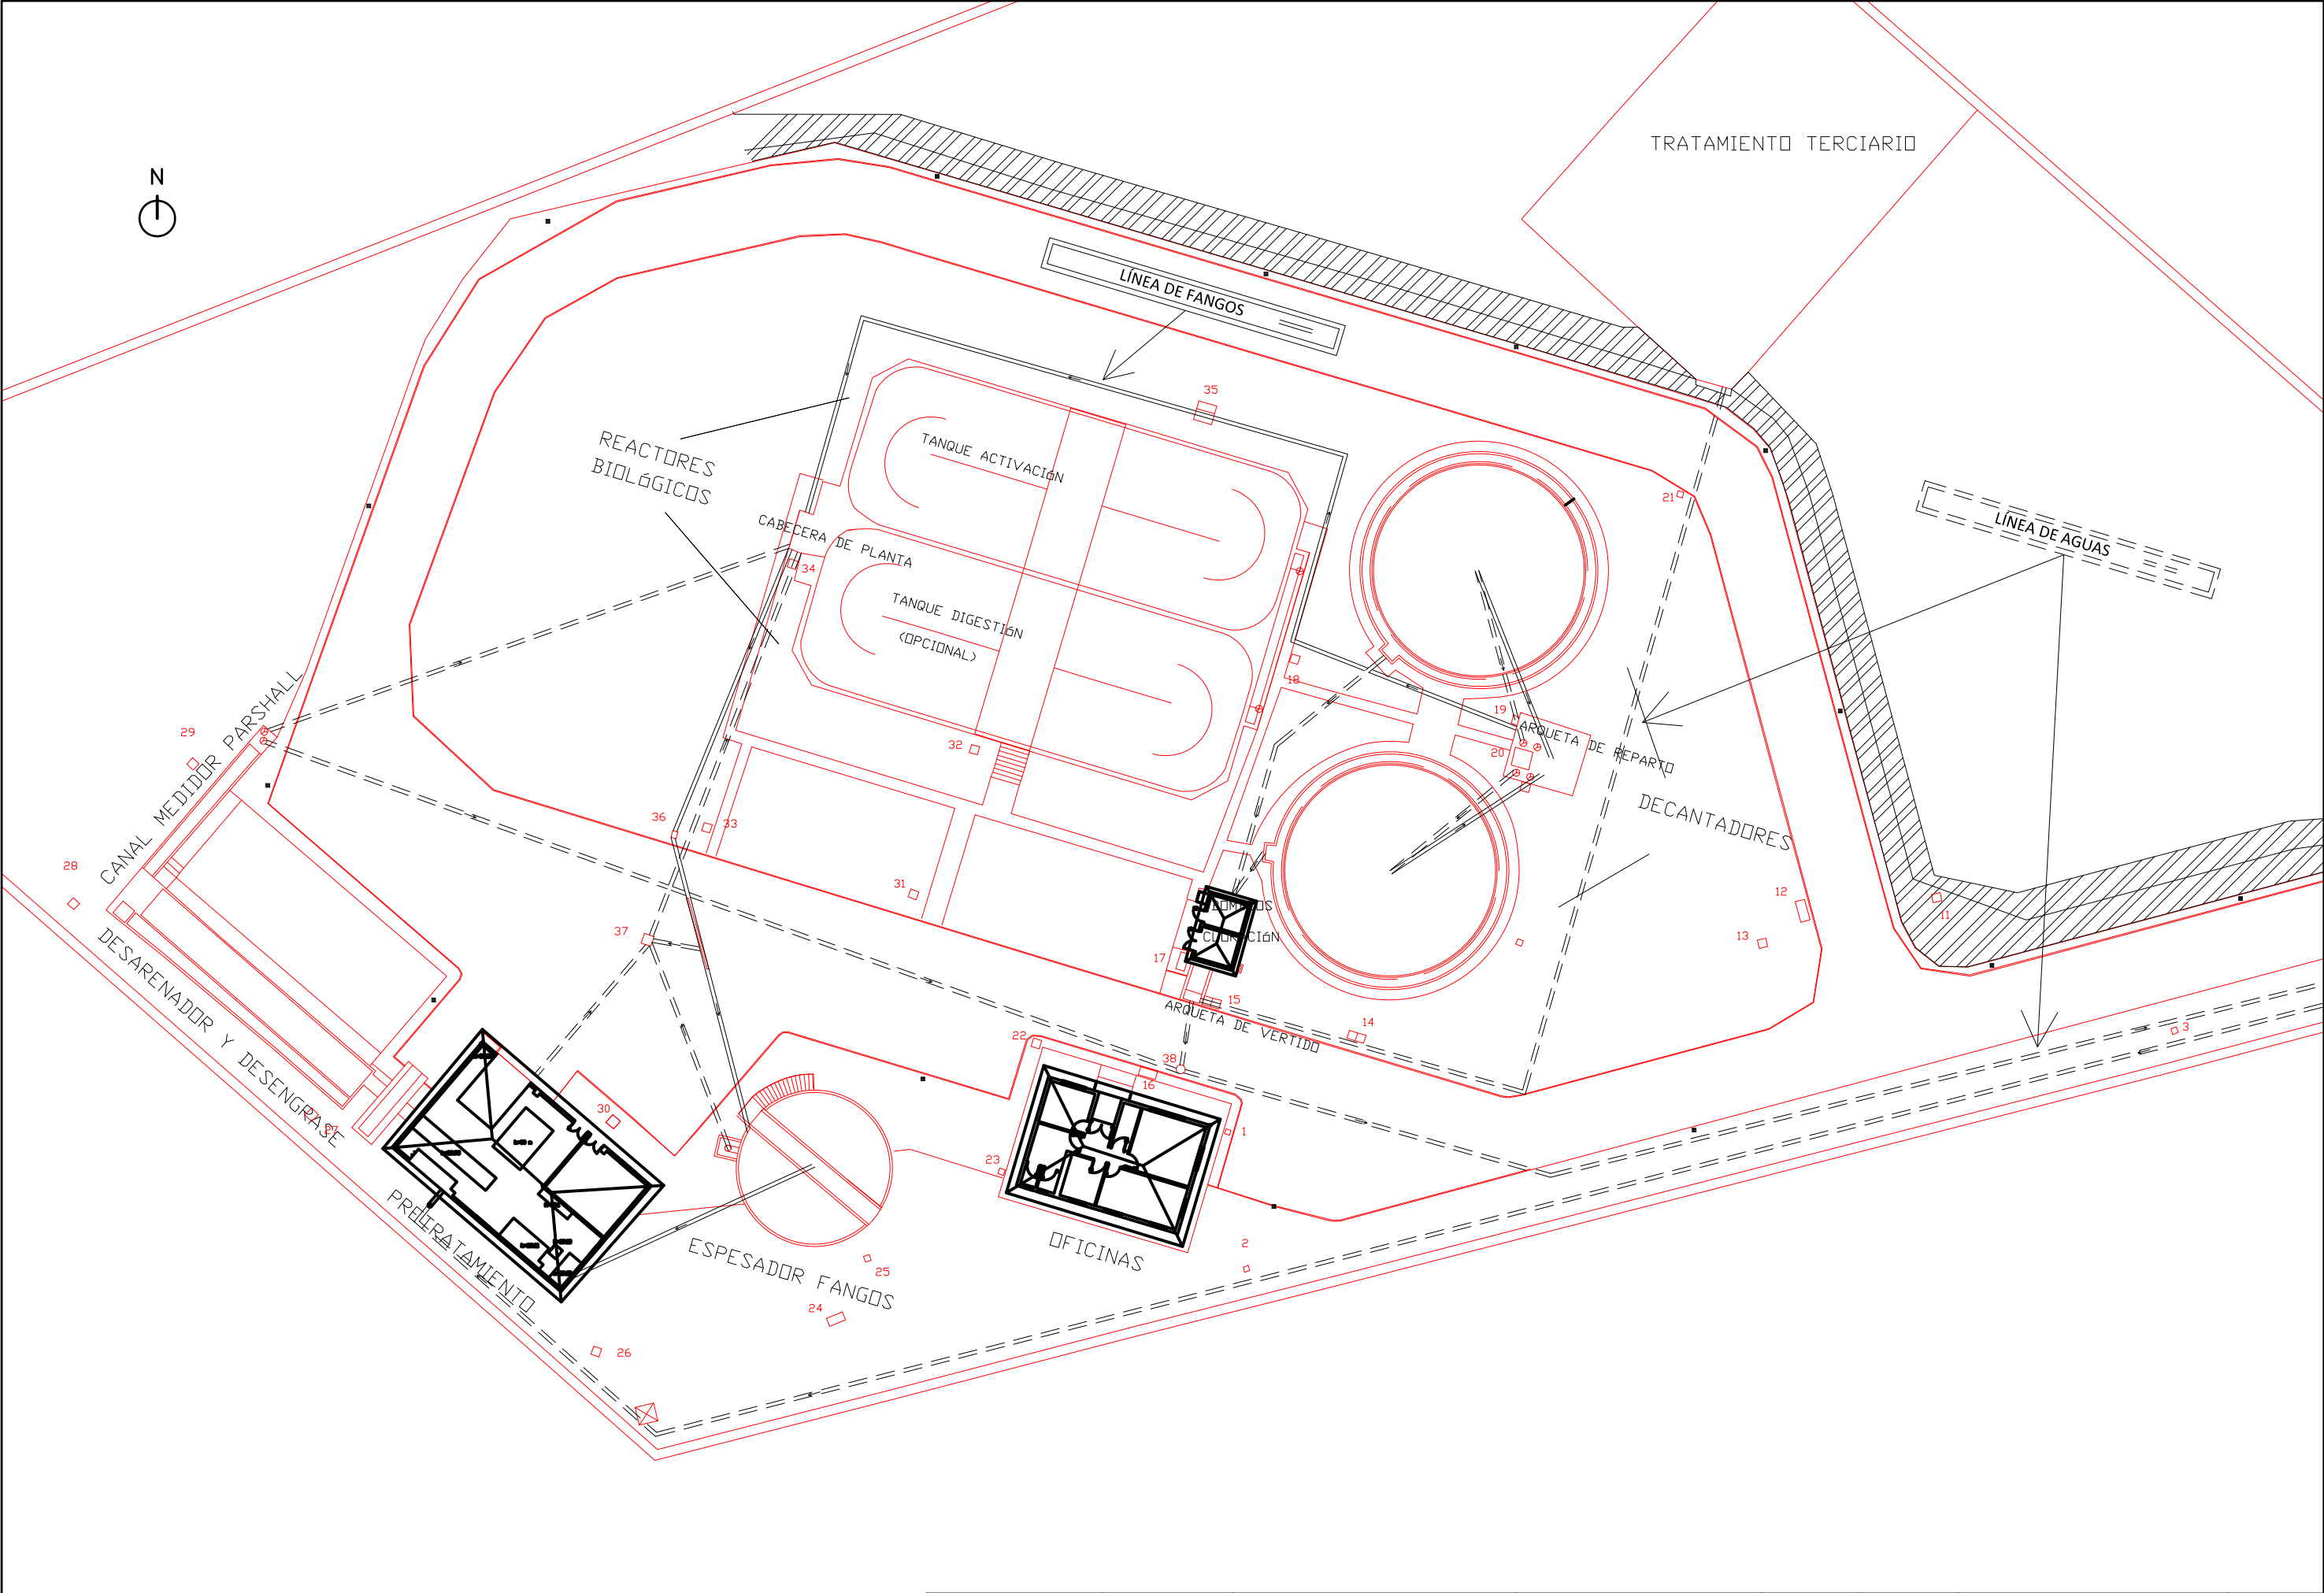 TRATAMIENTO TERCIARIO
N
LÍNEA DE FANGOS
35
REACTORES
BIOLóGICOS
TANQUE ACTIVACIóN
21
LÍNEA DE AGUAS
CABECERA DE PLANTA
34
TANQUE DIGESTIóN
(OPCIONAL)
18
19
ARQUETA DE REPARTO
20
29
CANAL MEDIDOR PARSHALL
32
DECANTADORES
36
33
28
31
12
11
13
37
CLORACIóN
17
DESARENADOR Y DESENGRASE
15
ARQUETA DE VERTIDO
14
3
22
38
16
30
27
1
23
PRETRATAMIENTO
ESPESADOR FANGOS
OFICINAS
2
25
24
26